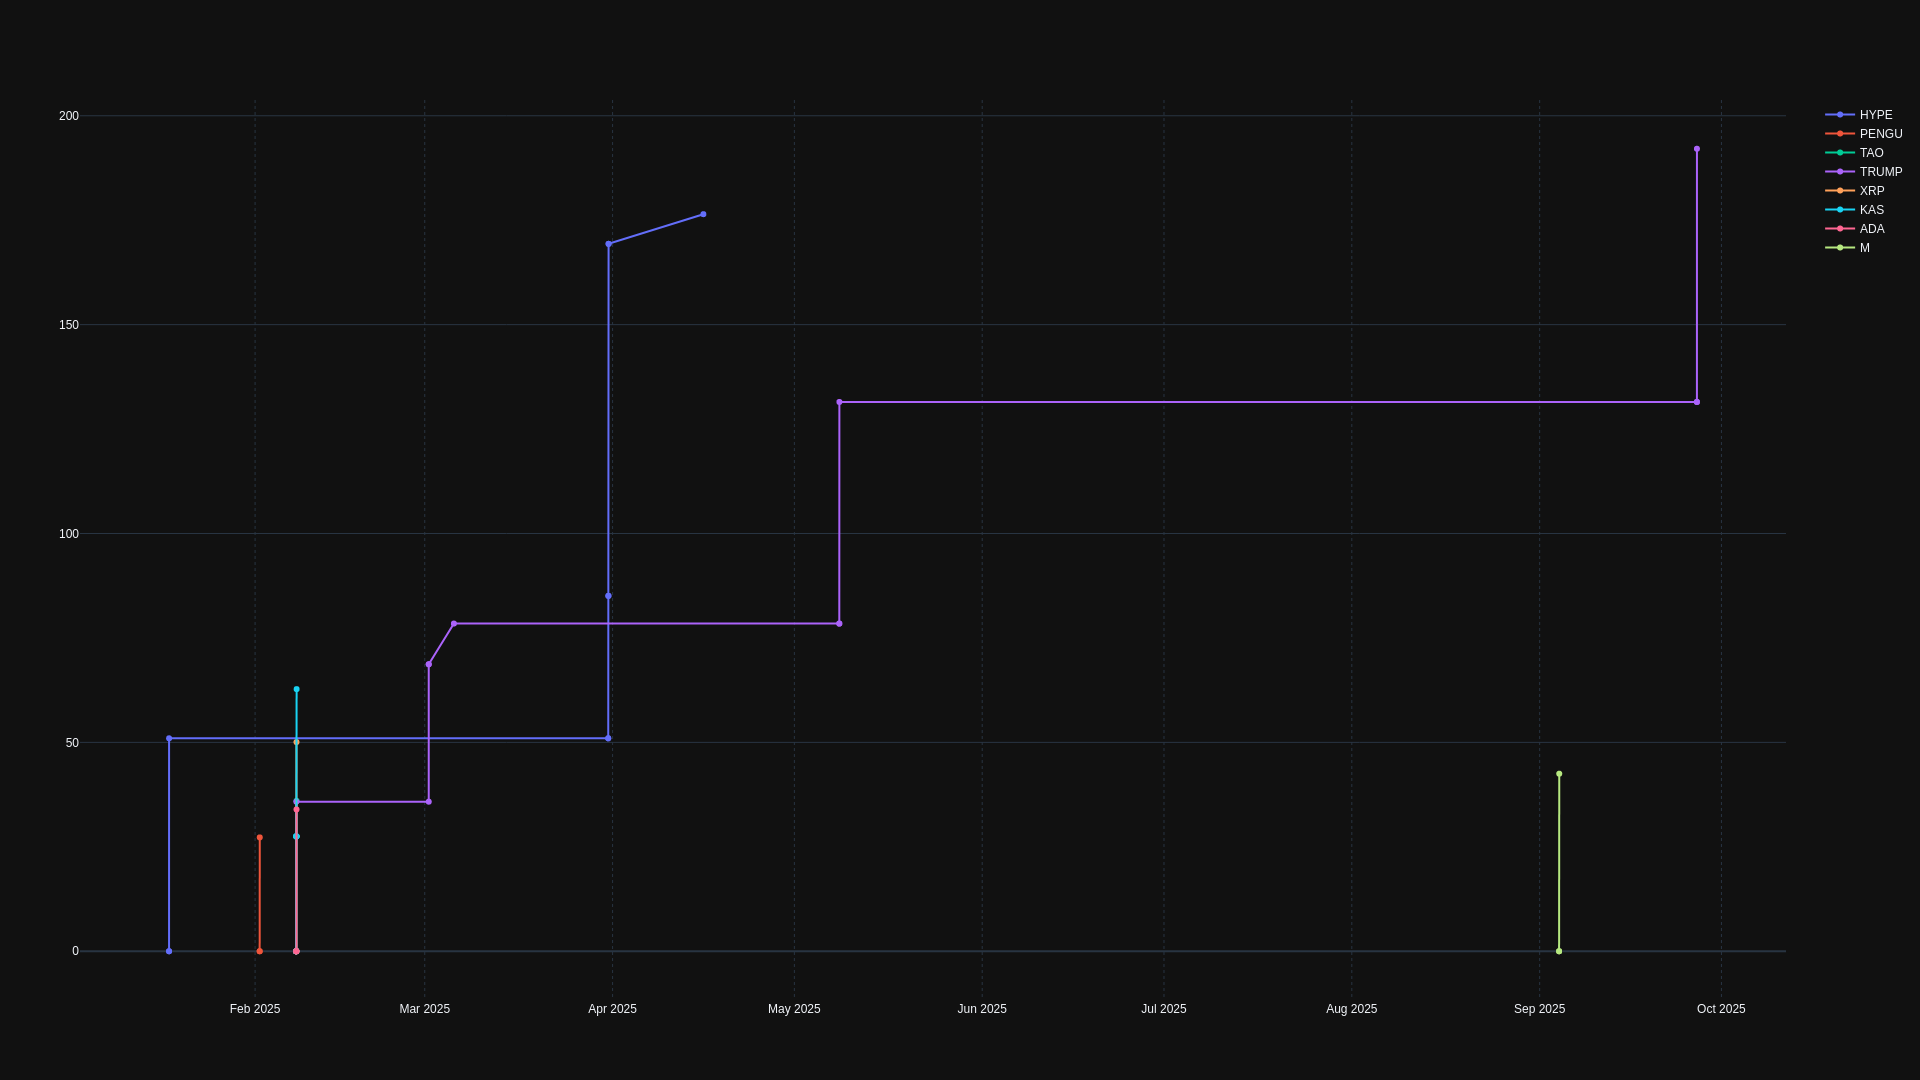 200
150
100
50
0
Feb 2025
Mar 2025
Apr 2025
May 2025
Jun 2025
Jul 2025
Aug 2025
Sep 2025
Oct 2025
HYPE
PENGU
TAO
TRUMP
XRP
KAS
ADA
M